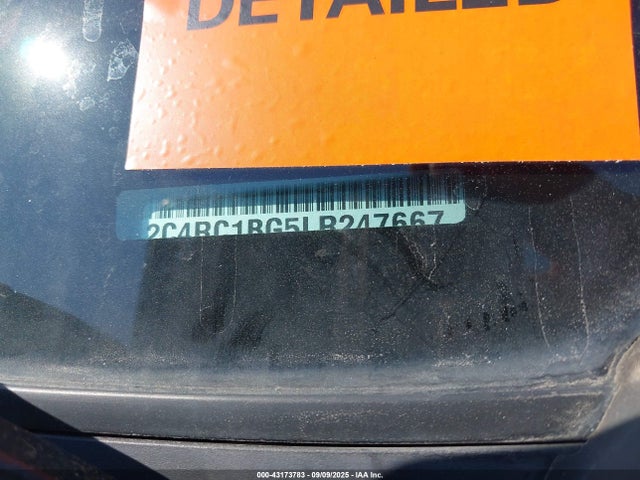 DETAILED
2C4RC1BG5LR247667
000-43173783 - 09/09/2025 - IAA Inc.